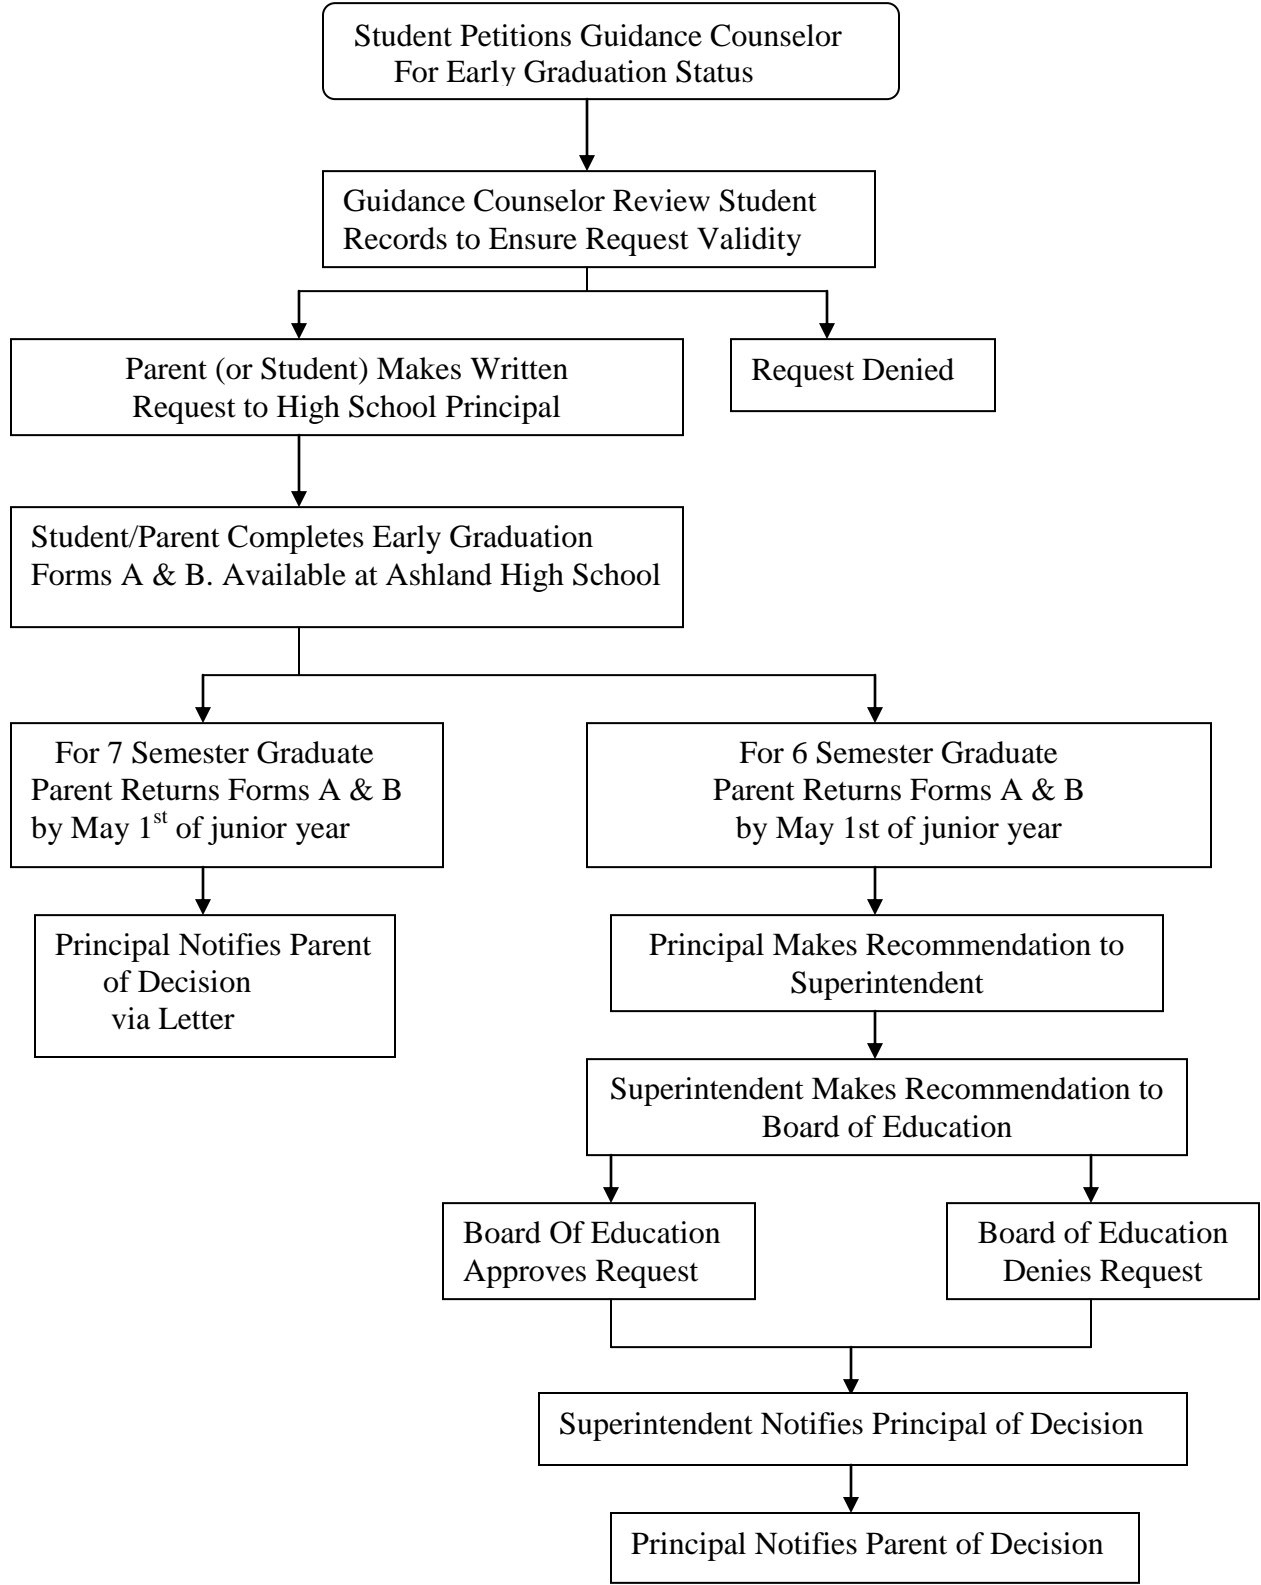 Student Petitions Guidance Counselor
For Early Graduation Status
Guidance Counselor Review Student
Records to Ensure Request Validity
Parent (or Student) Makes Written
Request to High School Principal
Request Denied
Student/Parent Completes Early Graduation
Forms A & B. Available at Ashland High School
For 7 Semester Graduate
Parent Returns Forms A & B
by May 1st of junior year
For 6 Semester Graduate
Parent Returns Forms A & B
by May 1st of junior year
Principal Notifies Parent
of Decision
via Letter
Principal Makes Recommendation to
Superintendent
Superintendent Makes Recommendation to
Board of Education
Board Of Education
Approves Request
Board of Education
Denies Request
Superintendent Notifies Principal of Decision
Principal Notifies Parent of Decision